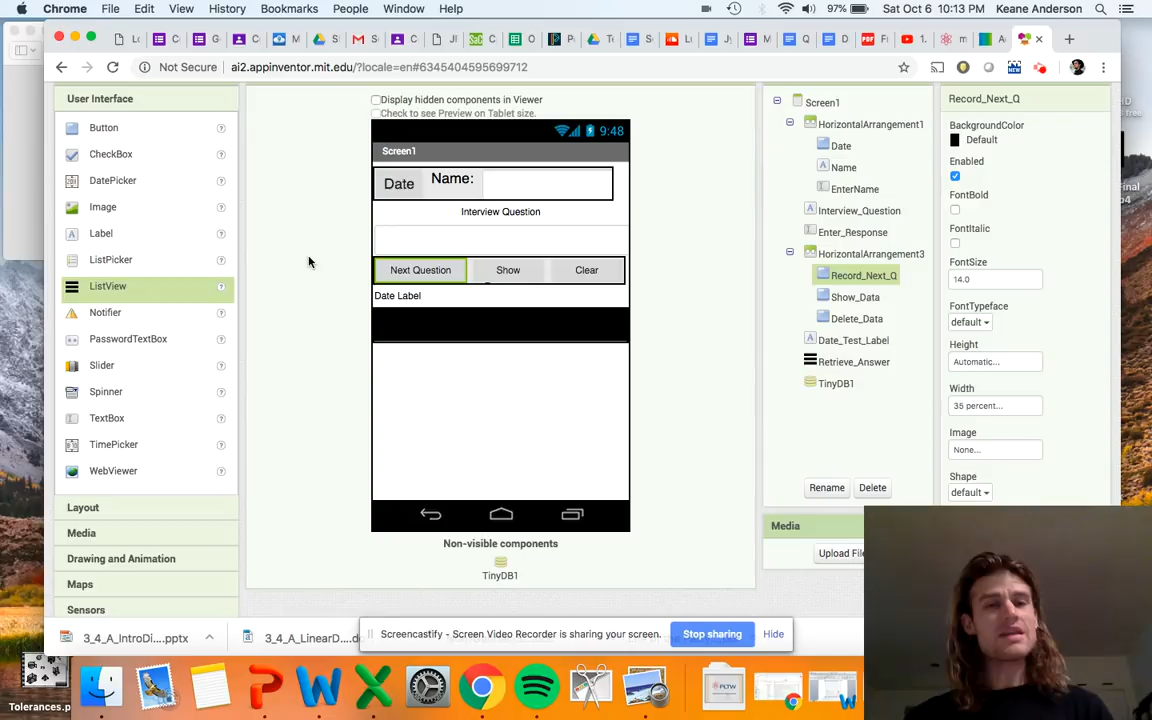 Chrome File Edit View History Bookmarks People Window Help 97% Sat Oct 6 10:13 PM Keane Anderson
Not Secure ai2.appinventor.mit.edu/?locale=en#6345404595699712
User Interface
Button ?
CheckBox ?
DatePicker ?
Image ?
Label ?
ListPicker ?
ListView ?
Notifier ?
PasswordTextBox ?
Slider ?
Spinner ?
TextBox ?
TimePicker ?
WebViewer ?
Layout
Media
Drawing and Animation
Maps
Sensors
Display hidden components in Viewer
Check to see Preview on Tablet size.
9:48
Screen1
Date Name:
Interview Question
Next Question Show Clear
Date Label
Non-visible components
TinyDB1
Screen1
HorizontalArrangement1
Date
Name
EnterName
Interview_Question
Enter_Response
HorizontalArrangement3
Record_Next_Q
Show_Data
Delete_Data
Date_Test_Label
Retrieve_Answer
TinyDB1
Rename Delete
Media
Upload File
Record_Next_Q
BackgroundColor
Default
Enabled
FontBold
FontItalic
FontSize
14.0
FontTypeface
default
Height
Automatic...
Width
35 percent...
Image
None...
Shape
default
3_4_A_IntroDi....pptx 3_4_A_LinearD....do
Screencastify - Screen Video Recorder is sharing your screen. Stop sharing Hide
Tolerances.p
PLTW